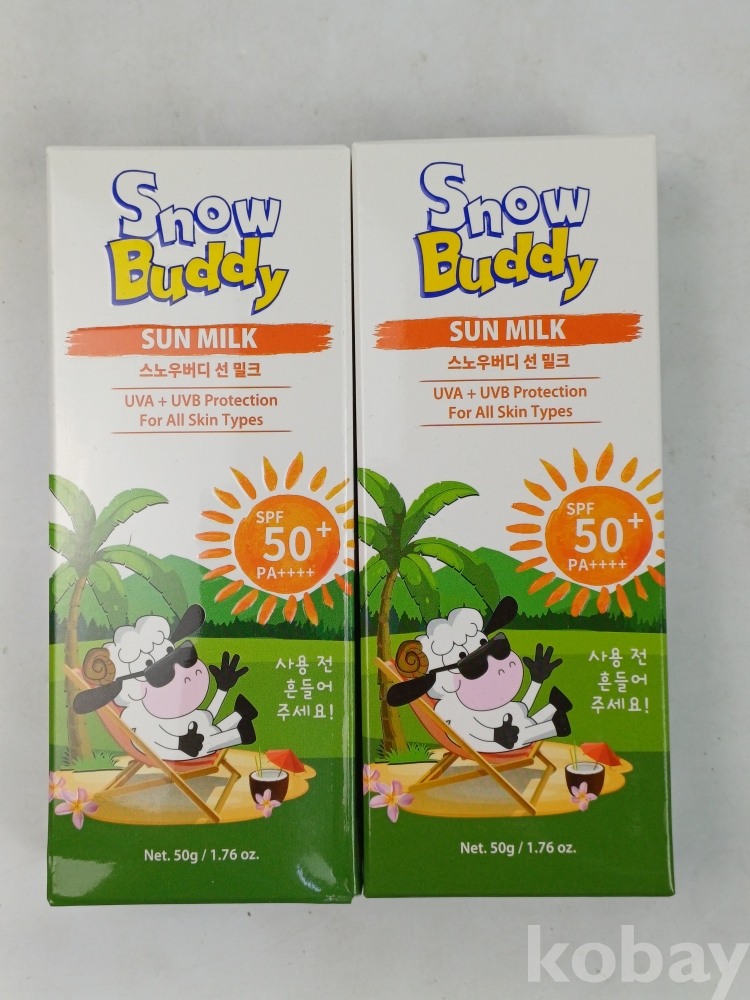 Snow
Buddy
SUN MILK
스노우버디 선 밀크
UVA + UVB Protection
For All Skin Types
SPF
50+
PA++++
사용 전
흔들어
주세요!
Net. 50g / 1.76 oz.
Snow
Buddy
SUN MILK
스노우버디 선 밀크
UVA + UVB Protection
For All Skin Types
SPF
50+
PA++++
사용 전
흔들어
주세요!
Net. 50g / 1.76 oz.
kobay